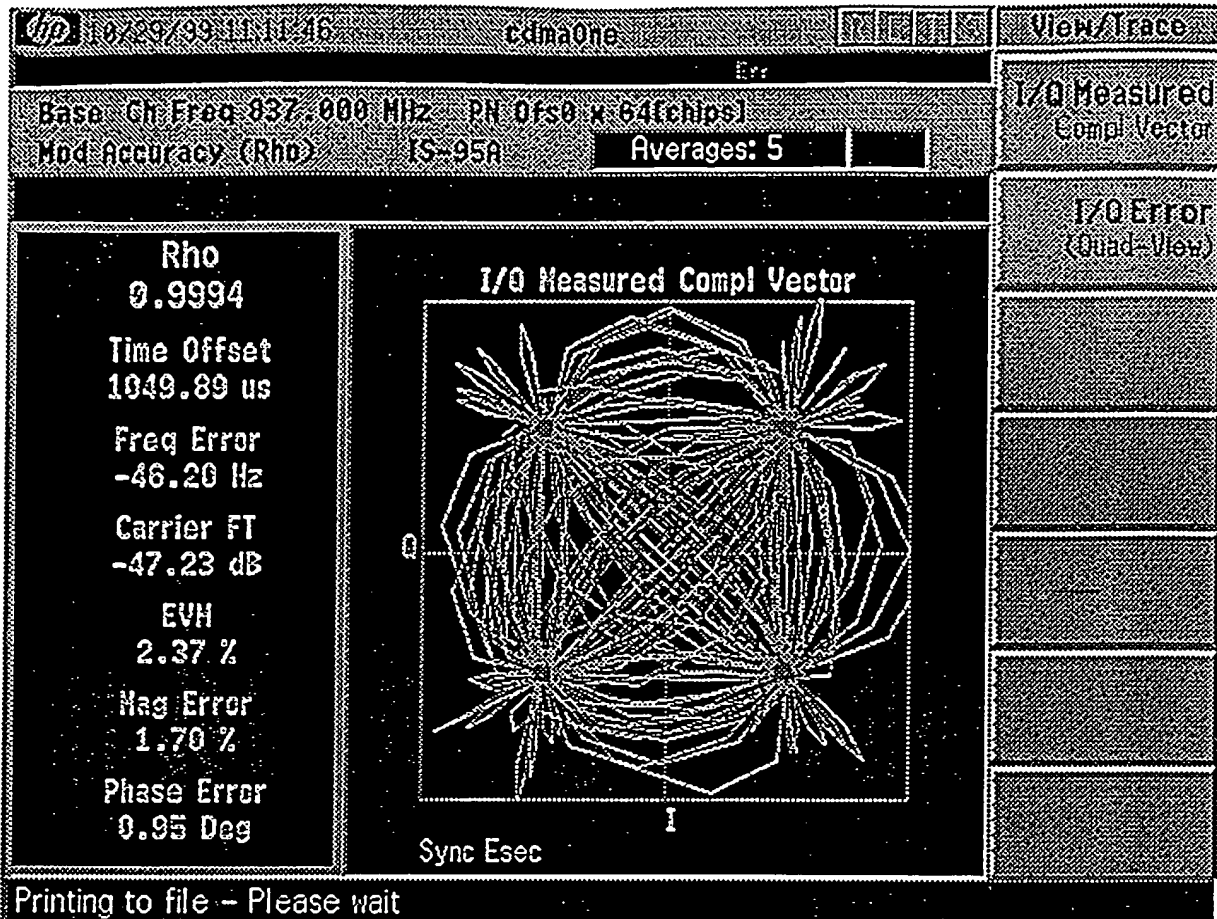 hp 10/29/99 11:11:46 cdmaOne
View/Trace
Err
Base Ch Freq 837.000 MHz PN Ofs0 x 64[chips]
Mod Accuracy (Rho) IS-95A Averages: 5
I/Q Measured
Compl Vector
I/Q Error
(Quad-View)
Rho
0.9994
Time Offset
1049.89 us
Freq Error
-46.20 Hz
Carrier FT
-47.23 dB
EVM
2.37 %
Mag Error
1.70 %
Phase Error
0.95 Deg
I/Q Measured Compl Vector
Q
I
Sync Esec
Printing to file – Please wait